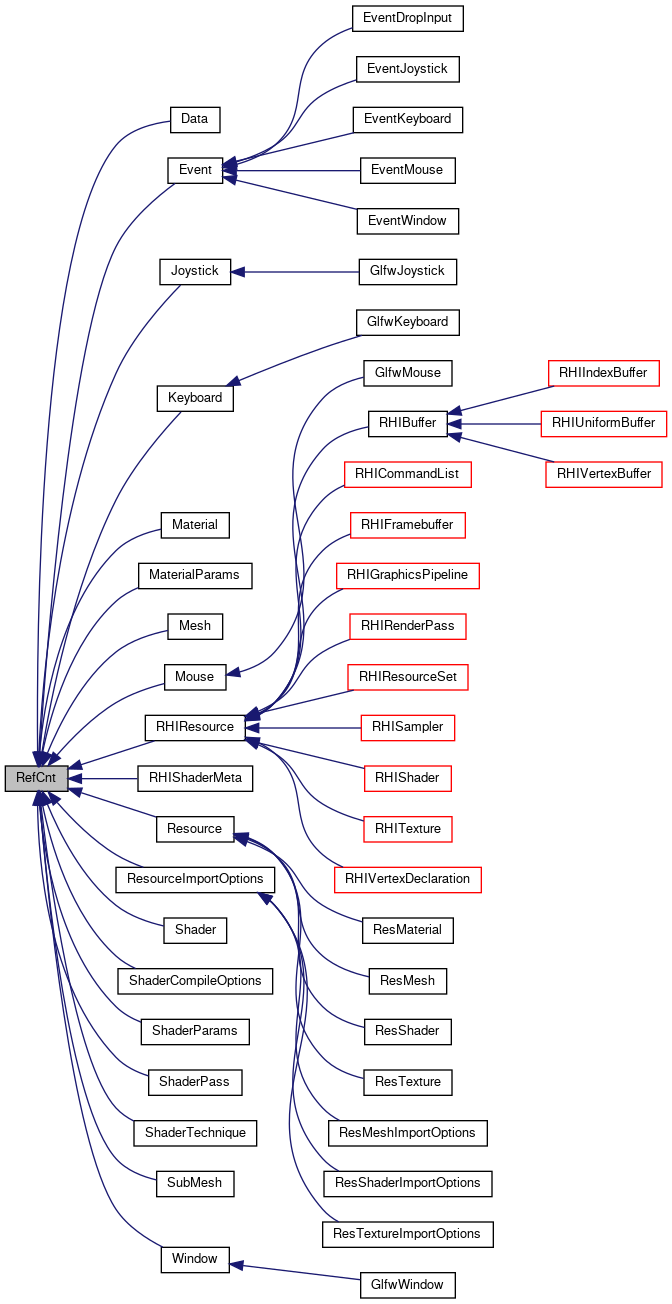 EventDropInput
EventJoystick
Data
EventKeyboard
Event
EventMouse
EventWindow
Joystick
GlfwJoystick
GlfwKeyboard
GlfwMouse
RHIIndexBuffer
Keyboard
RHIBuffer
RHIUniformBuffer
RHICommandList
RHIVertexBuffer
Material
RHIFramebuffer
MaterialParams
RHIGraphicsPipeline
Mesh
RHIRenderPass
Mouse
RHIResourceSet
RHIResource
RHISampler
RefCnt
RHIShaderMeta
RHIShader
Resource
RHITexture
ResourceImportOptions
RHIVertexDeclaration
Shader
ResMaterial
ShaderCompileOptions
ResMesh
ShaderParams
ResShader
ShaderPass
ResTexture
ShaderTechnique
ResMeshImportOptions
SubMesh
ResShaderImportOptions
ResTextureImportOptions
Window
GlfwWindow